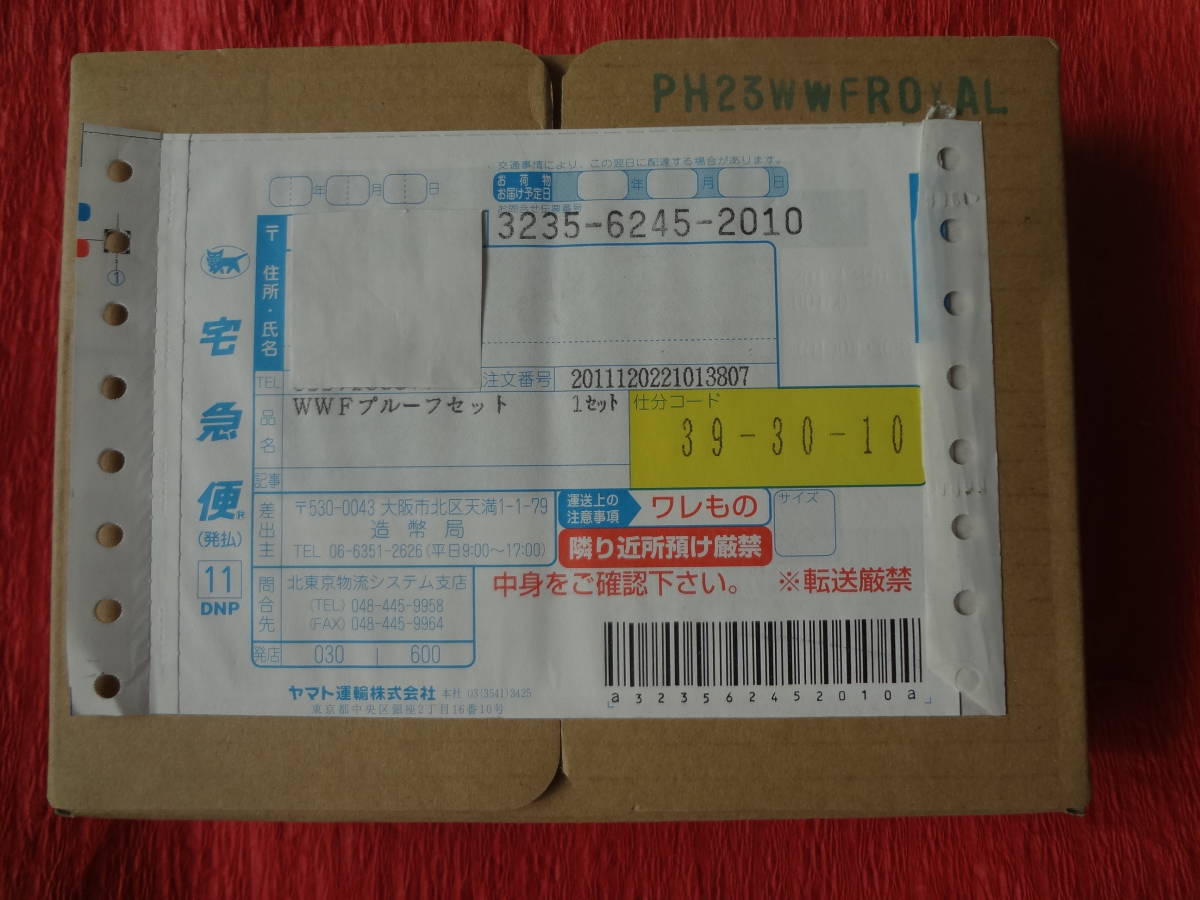 PH23WWFROYAL
交通事情により、この翌日に配達する場合があります。
年 月 日
お荷物
お届け予定日
年 月 日
3235-6245-2010
〒
住所・氏名
①
宅急便
(発払)
11
DNP
TEL
注文番号 2011120221013807
品名
WWFプルーフセット 1セット
仕分コード
39-30-10
記事
差出主
〒530-0043 大阪市北区天満1-1-79
造幣局
TEL 06-6351-2626(平日9:00～17:00)
運送上の
注意事項
ワレもの
サイズ
隣り近所預け厳禁
中身をご確認下さい。 ※転送厳禁
問合先
北東京物流システム支店
(TEL) 048-445-9958
(FAX) 048-445-9964
発店 030 600
a323562452010a
ヤマト運輸株式会社 本社 03(3541)3425
東京都中央区銀座2丁目16番10号